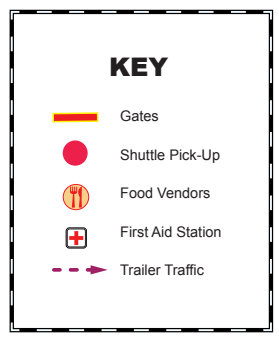 KEY
Gates
Shuttle Pick-Up
Food Vendors
First Aid Station
Trailer Traffic